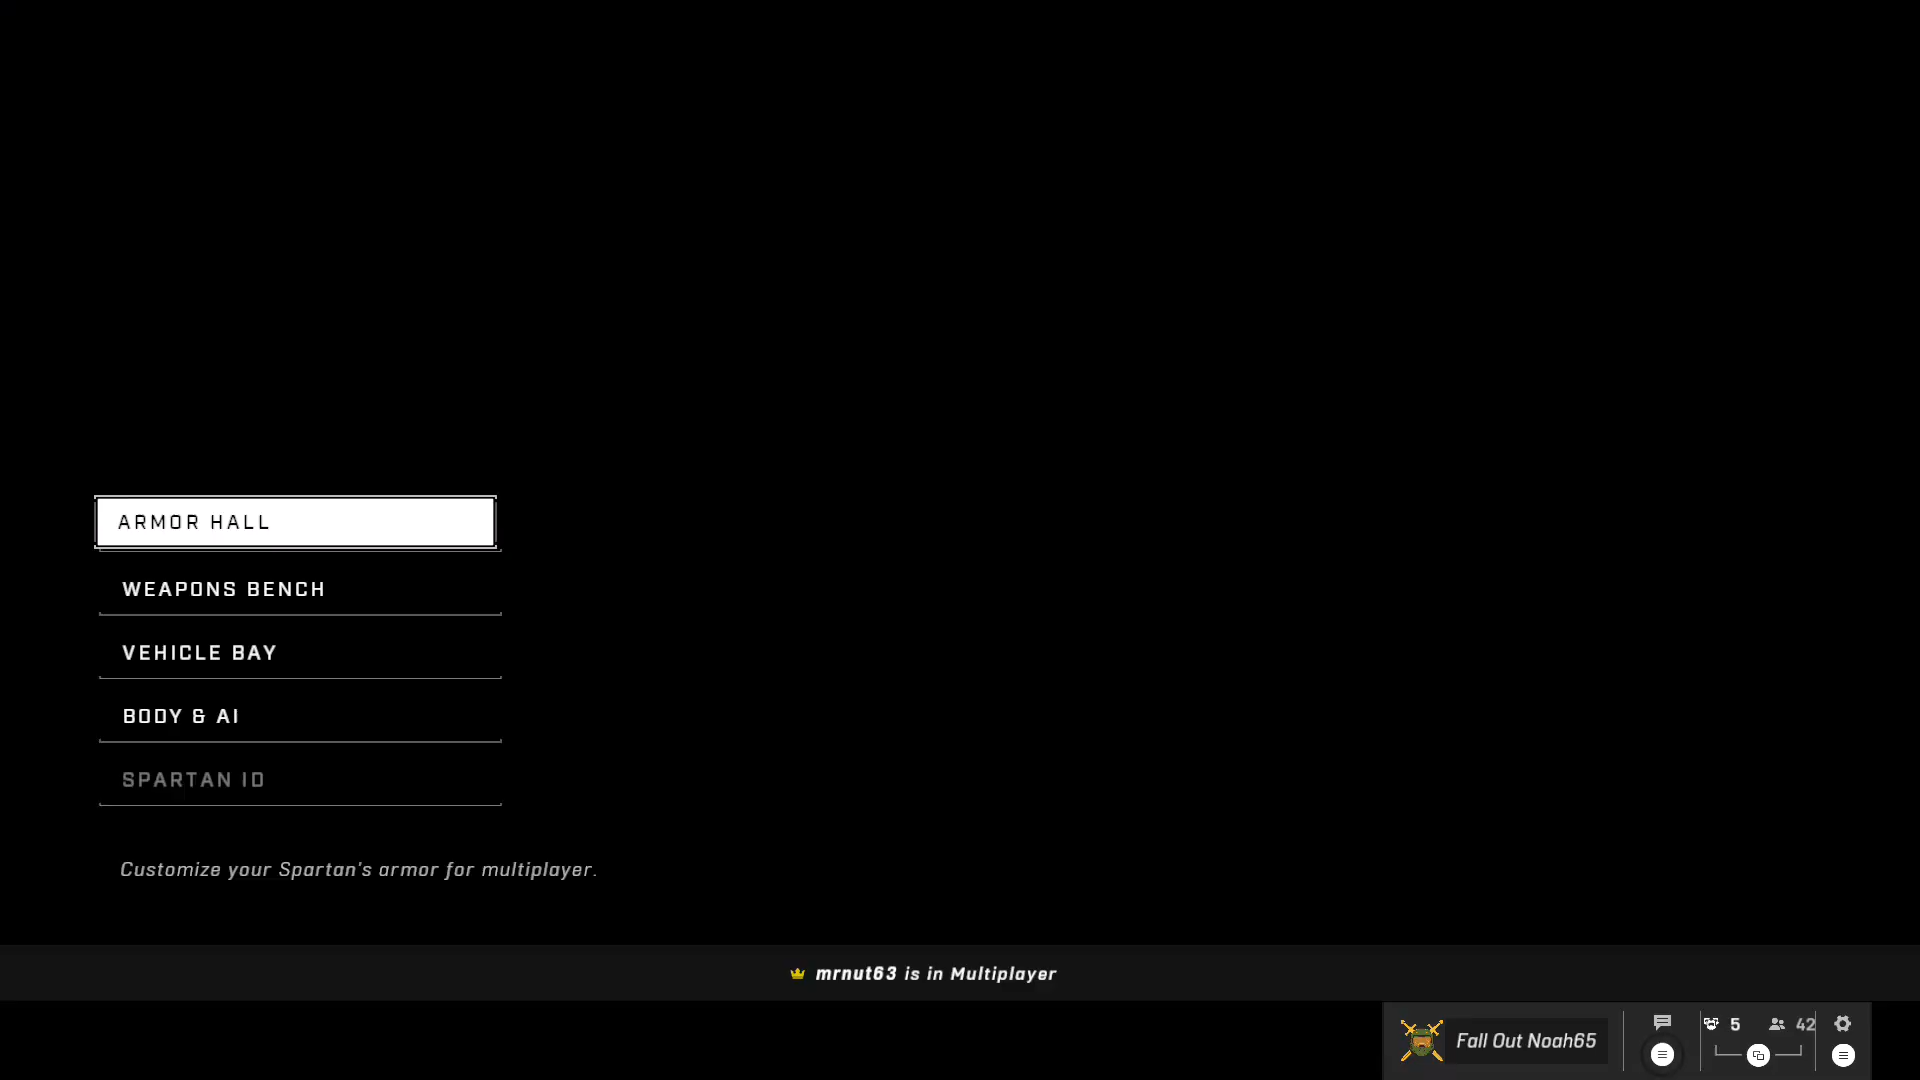 ARMOR HALL
WEAPONS BENCH
VEHICLE BAY
BODY & AI
SPARTAN ID
Customize your Spartan's armor for multiplayer.
mrnut63 is in Multiplayer
Fall Out Noah65
5
42